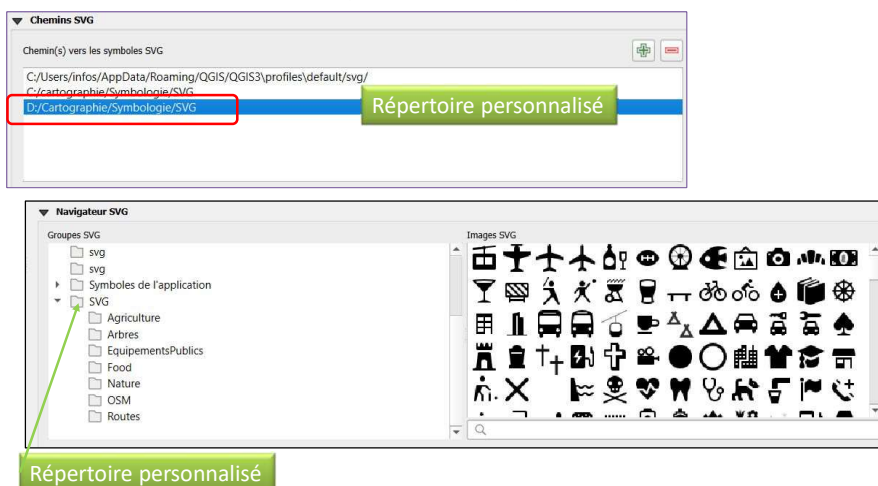 Chemins SVG
Chemin(s) vers les symboles SVG
C:/Users/infos/AppData/Roaming/QGIS/QGIS3\profiles\default/svg/
C:/cartographie/Symbologie/SVG
D:/Cartographie/Symbologie/SVG
Répertoire personnalisé
Navigateur SVG
Groupes SVG
Images SVG
svg
svg
Symboles de l'application
SVG
Agriculture
Arbres
EquipementsPublics
Food
Nature
OSM
Routes
Répertoire personnalisé